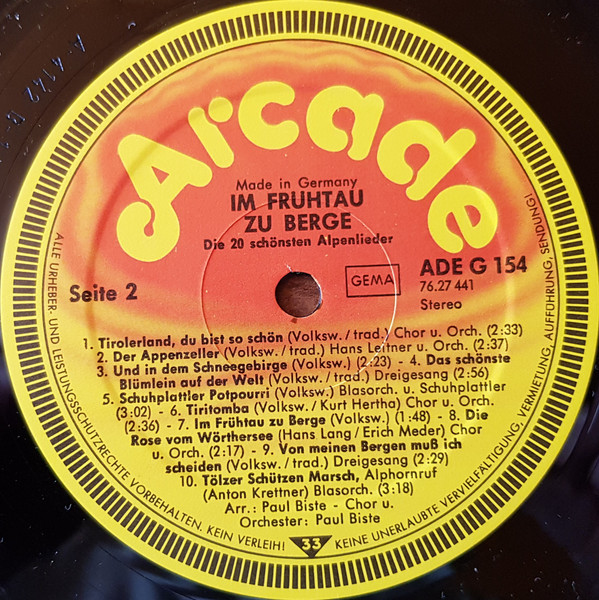 Arcade
Made in Germany
IM FRÜHTAU
ZU BERGE
Die 20 schönsten Alpenlieder
Seite 2
GEMA
ADE G 154
76.27 441
Stereo
1. Tirolerland, du bist so schön (Volksw./trad.) Chor u. Orch. (2:33)
2. Der Appenzeller (Volksw./trad.) Hans Leitner u. Orch. (2:37)
3. Und in dem Schneegebirge (Volksw.) (2:23) - 4. Das schönste
Blümlein auf der Welt (Volksw./trad.) Dreigesang (2:56)
5. Schuhplattler Potpourri (Volksw.) Blasorch. u. Schuhplattler
(3:02) - 6. Tiritomba (Volksw./Kurt Hertha) Chor u. Orch.
(2:36) - 7. Im Frühtau zu Berge (Volksw.) (1:48) - 8. Die
Rose vom Wörthersee (Hans Lang/Erich Meder) Chor
u. Orch. (2:17) - 9. Von meinen Bergen muß ich
scheiden (Volksw./trad.) Dreigesang (2:29)
10. Tölzer Schützen Marsch, Alphornruf
(Anton Krettner) Blasorch. (3:18)
Arr.: Paul Biste - Chor u.
Orchester: Paul Biste
ALLE URHEBER- UND LEISTUNGSSCHUTZRECHTE VORBEHALTEN. KEIN VERLEIH!
33
KEINE UNERLAUBTE VERVIELFÄLTIGUNG, VERMIETUNG, AUFFÜHRUNG, SENDUNG!